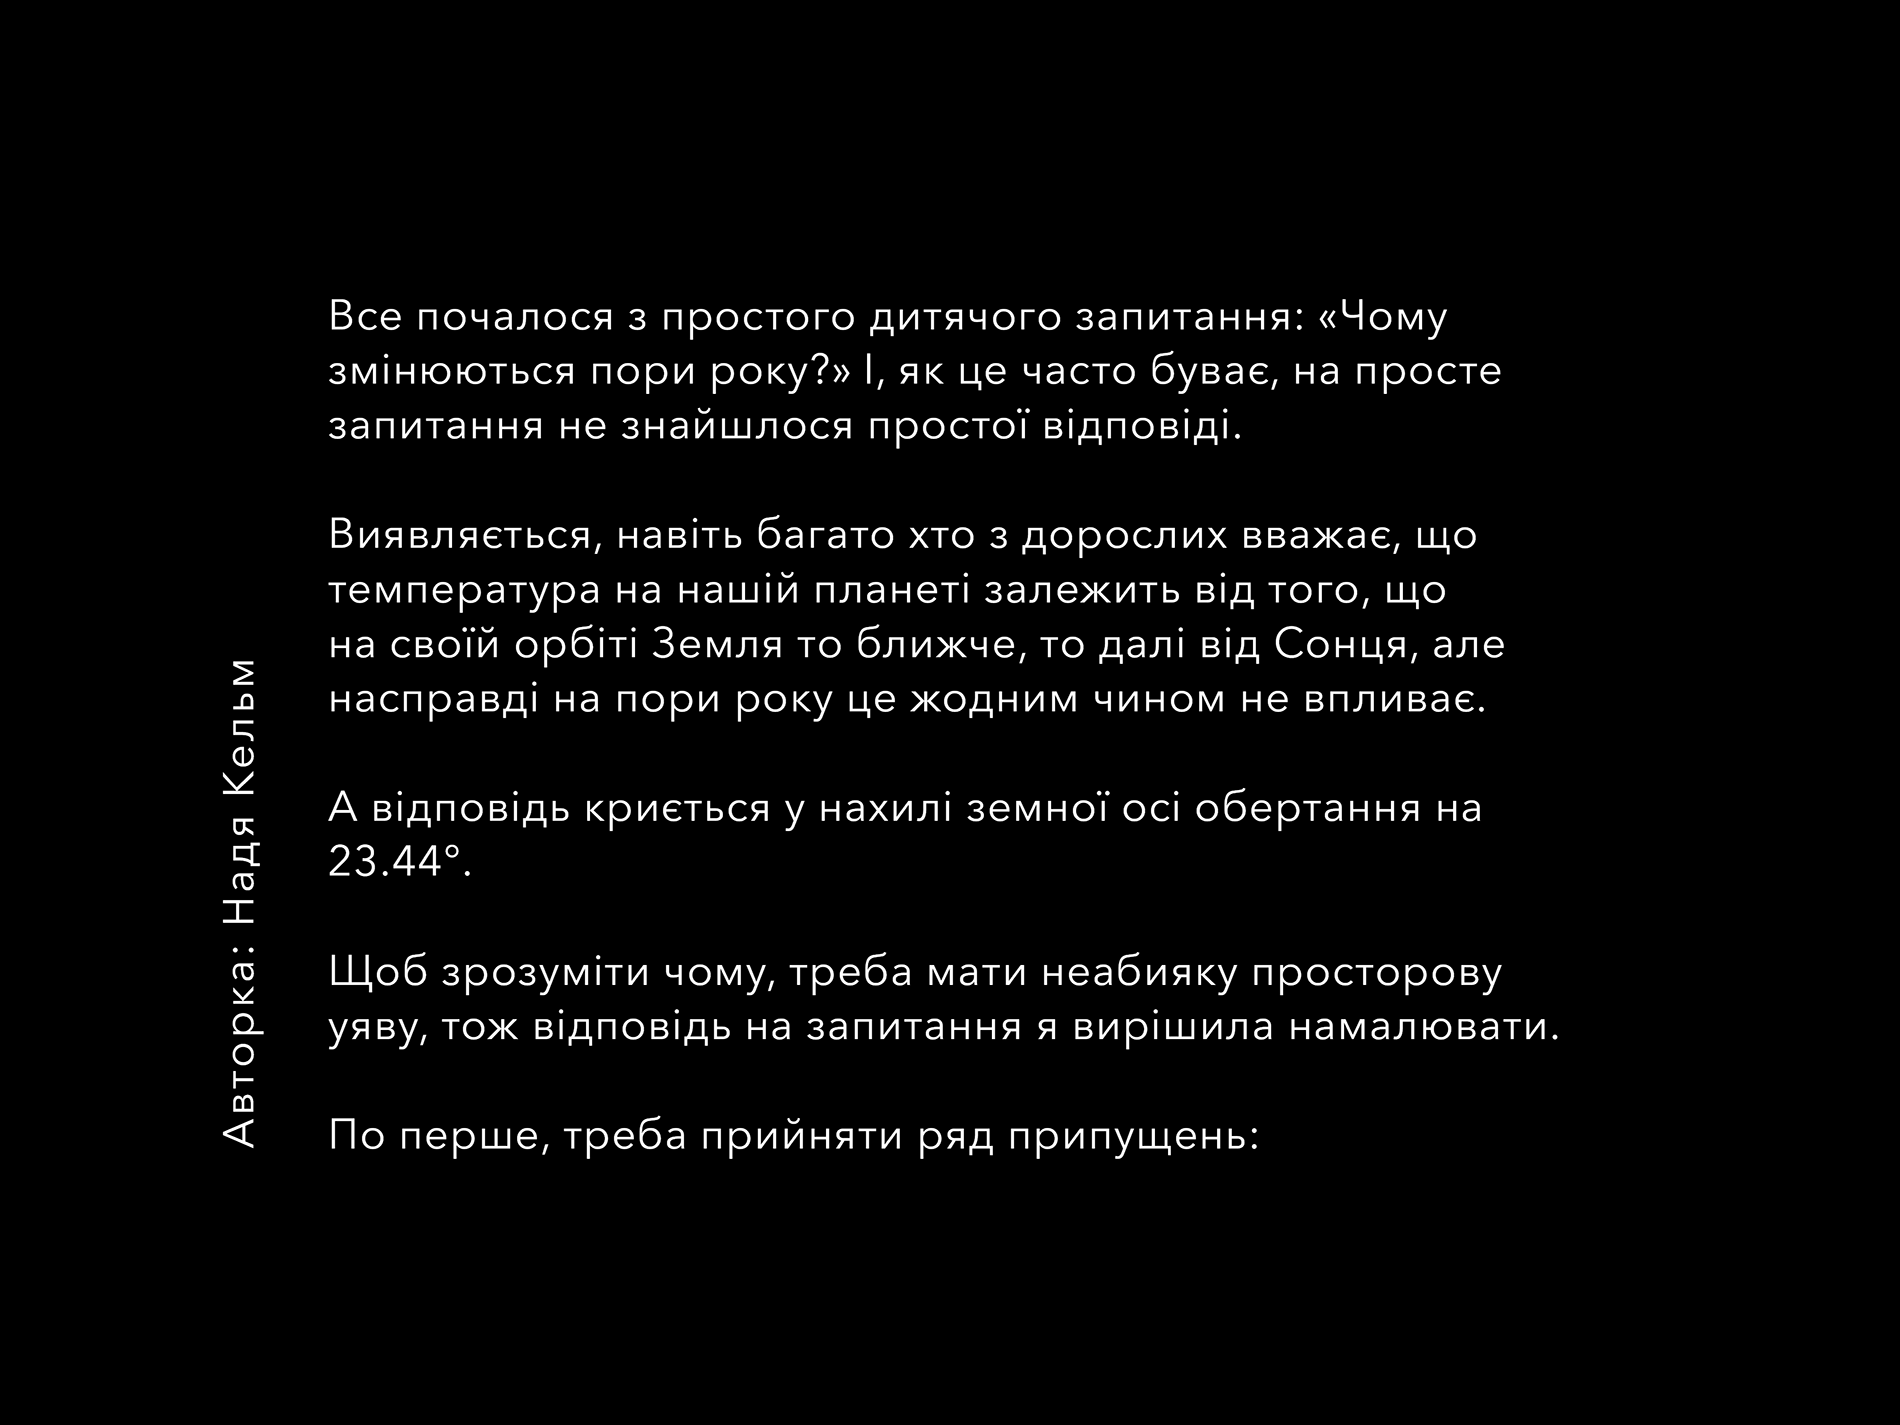 Все почалося з простого дитячого запитання: «Чому
змінюються пори року?» І, як це часто буває, на просте
запитання не знайшлося простої відповіді.
Виявляється, навіть багато хто з дорослих вважає, що
температура на нашій планеті залежить від того, що
на своїй орбіті Земля то ближче, то далі від Сонця, але
насправді на пори року це жодним чином не впливає.
А відповідь криється у нахилі земної осі обертання на
23.44°.
Щоб зрозуміти чому, треба мати неабияку просторову
уяву, тож відповідь на запитання я вирішила намалювати.
По перше, треба прийняти ряд припущень:
Авторка: Надя Кельм